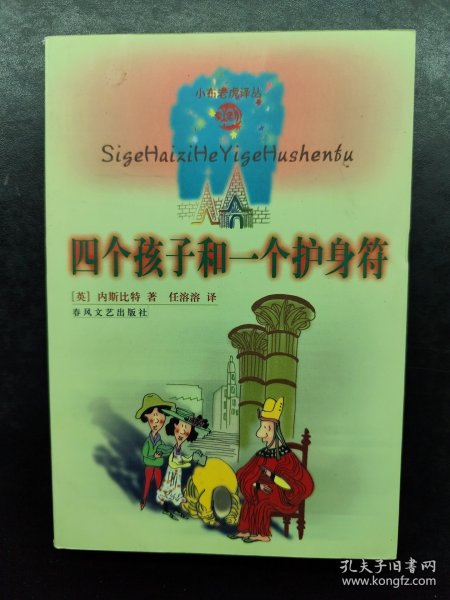 小布老虎译丛
SigeHaiziHeYigeHushenfu
四个孩子和一个护身符
[英] 内斯比特 著 任溶溶 译
春风文艺出版社
孔夫子旧书网
www.kongfz.com